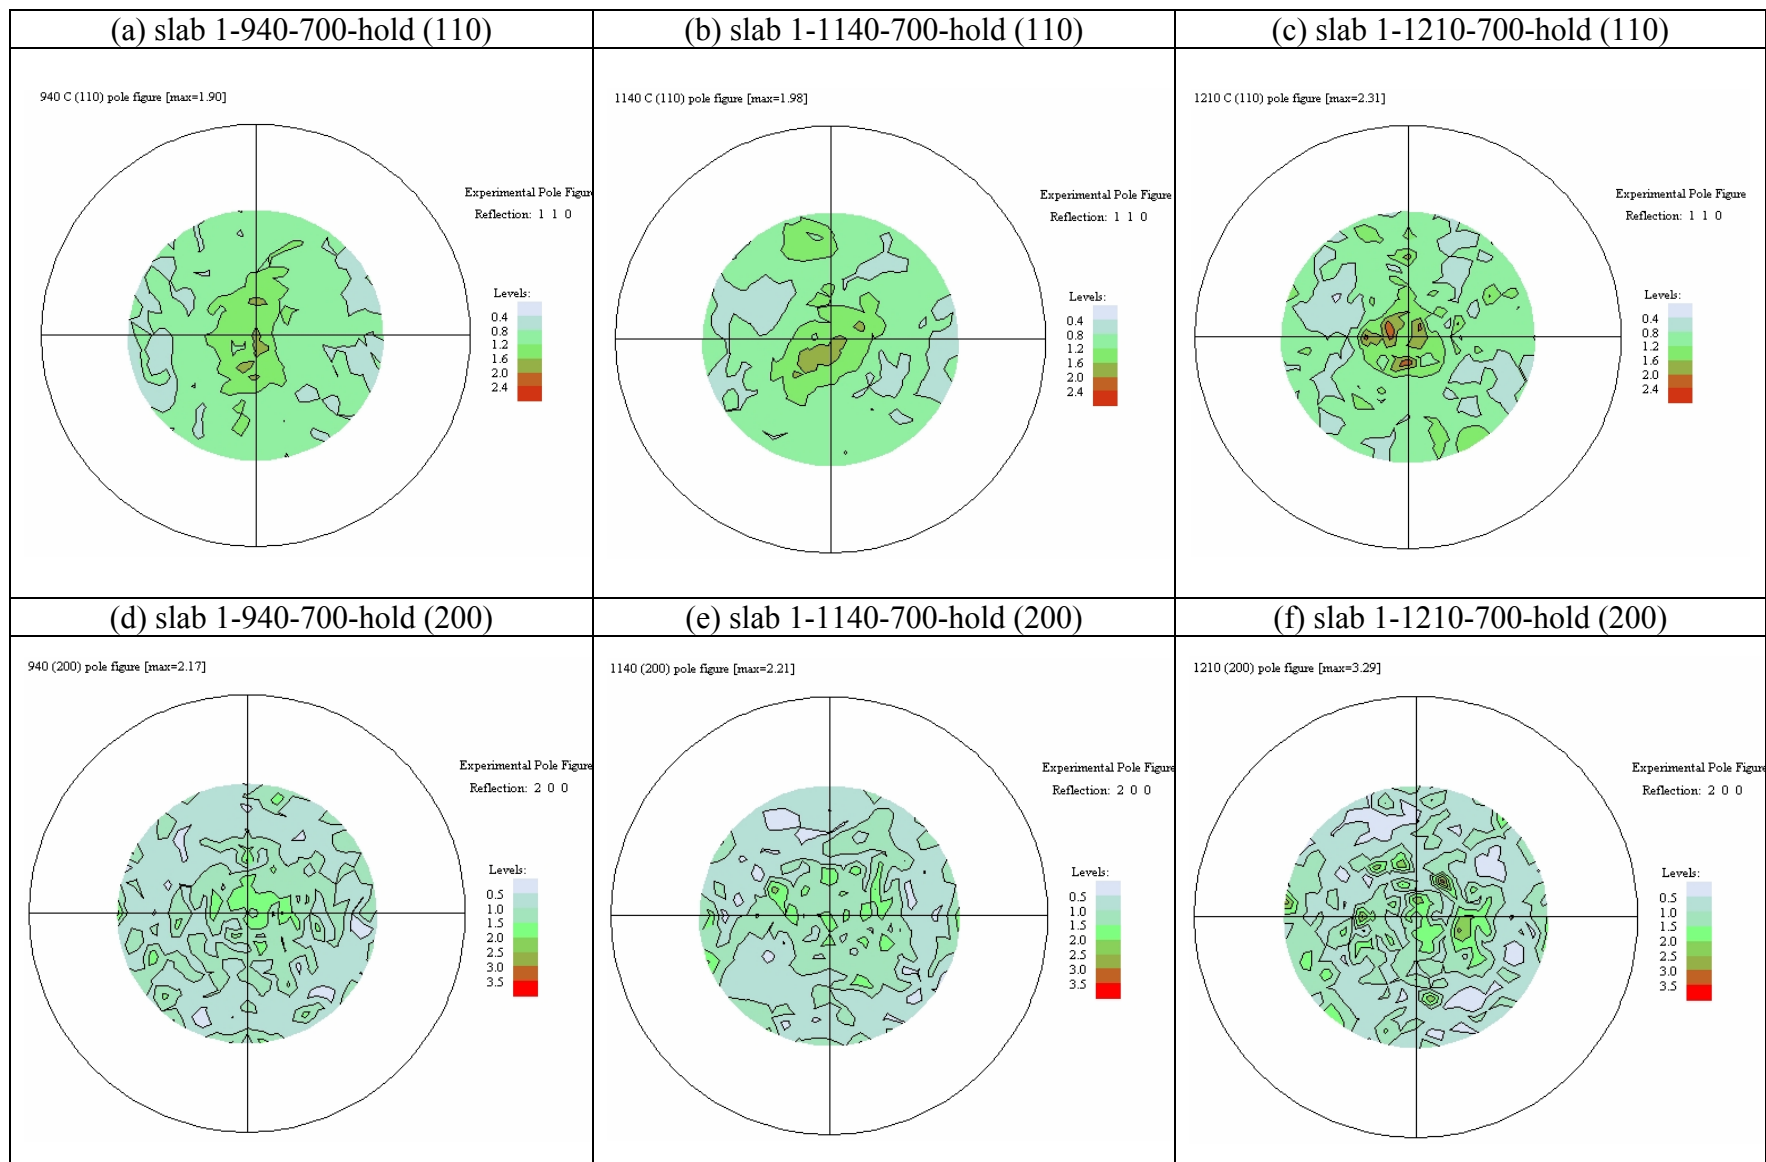 (a) slab 1-940-700-hold (110)
940 C (110) pole figure [max=1.90]
Experimental Pole Figur
Reflection: 1 1 0
Levels:
0.4
0.8
1.2
1.6
2.0
2.4
(b) slab 1-1140-700-hold (110)
1140 C (110) pole figure [max=1.98]
Experimental Pole Figure
Reflection: 1 1 0
Levels:
0.4
0.8
1.2
1.6
2.0
2.4
(c) slab 1-1210-700-hold (110)
1210 C (110) pole figure [max=2.31]
Experimental Pole Figure
Reflection: 1 1 0
Levels:
0.4
0.8
1.2
1.6
2.0
2.4
(d) slab 1-940-700-hold (200)
940 (200) pole figure [max=2.17]
Experimental Pole Figure
Reflection: 2 0 0
Levels:
0.5
1.0
1.5
2.0
2.5
3.0
3.5
(e) slab 1-1140-700-hold (200)
1140 (200) pole figure [max=2.21]
Experimental Pole Figure
Reflection: 2 0 0
Levels:
0.5
1.0
1.5
2.0
2.5
3.0
3.5
(f) slab 1-1210-700-hold (200)
1210 (200) pole figure [max=3.29]
Experimental Pole Figure
Reflection: 2 0 0
Levels:
0.5
1.0
1.5
2.0
2.5
3.0
3.5